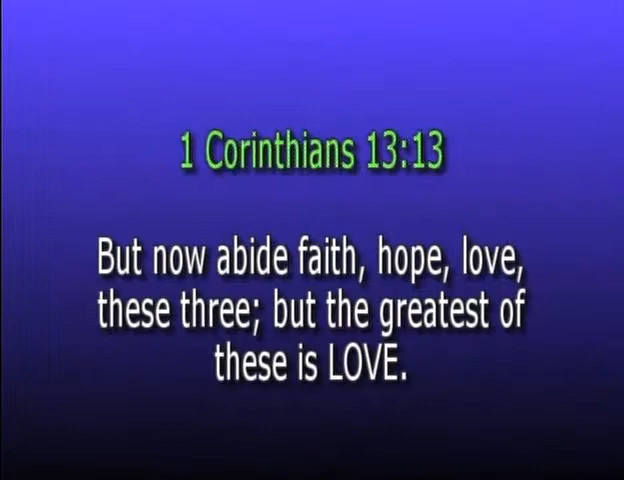 1 Corinthians 13:13
But now abide faith, hope, love,
these three; but the greatest of
these is LOVE.